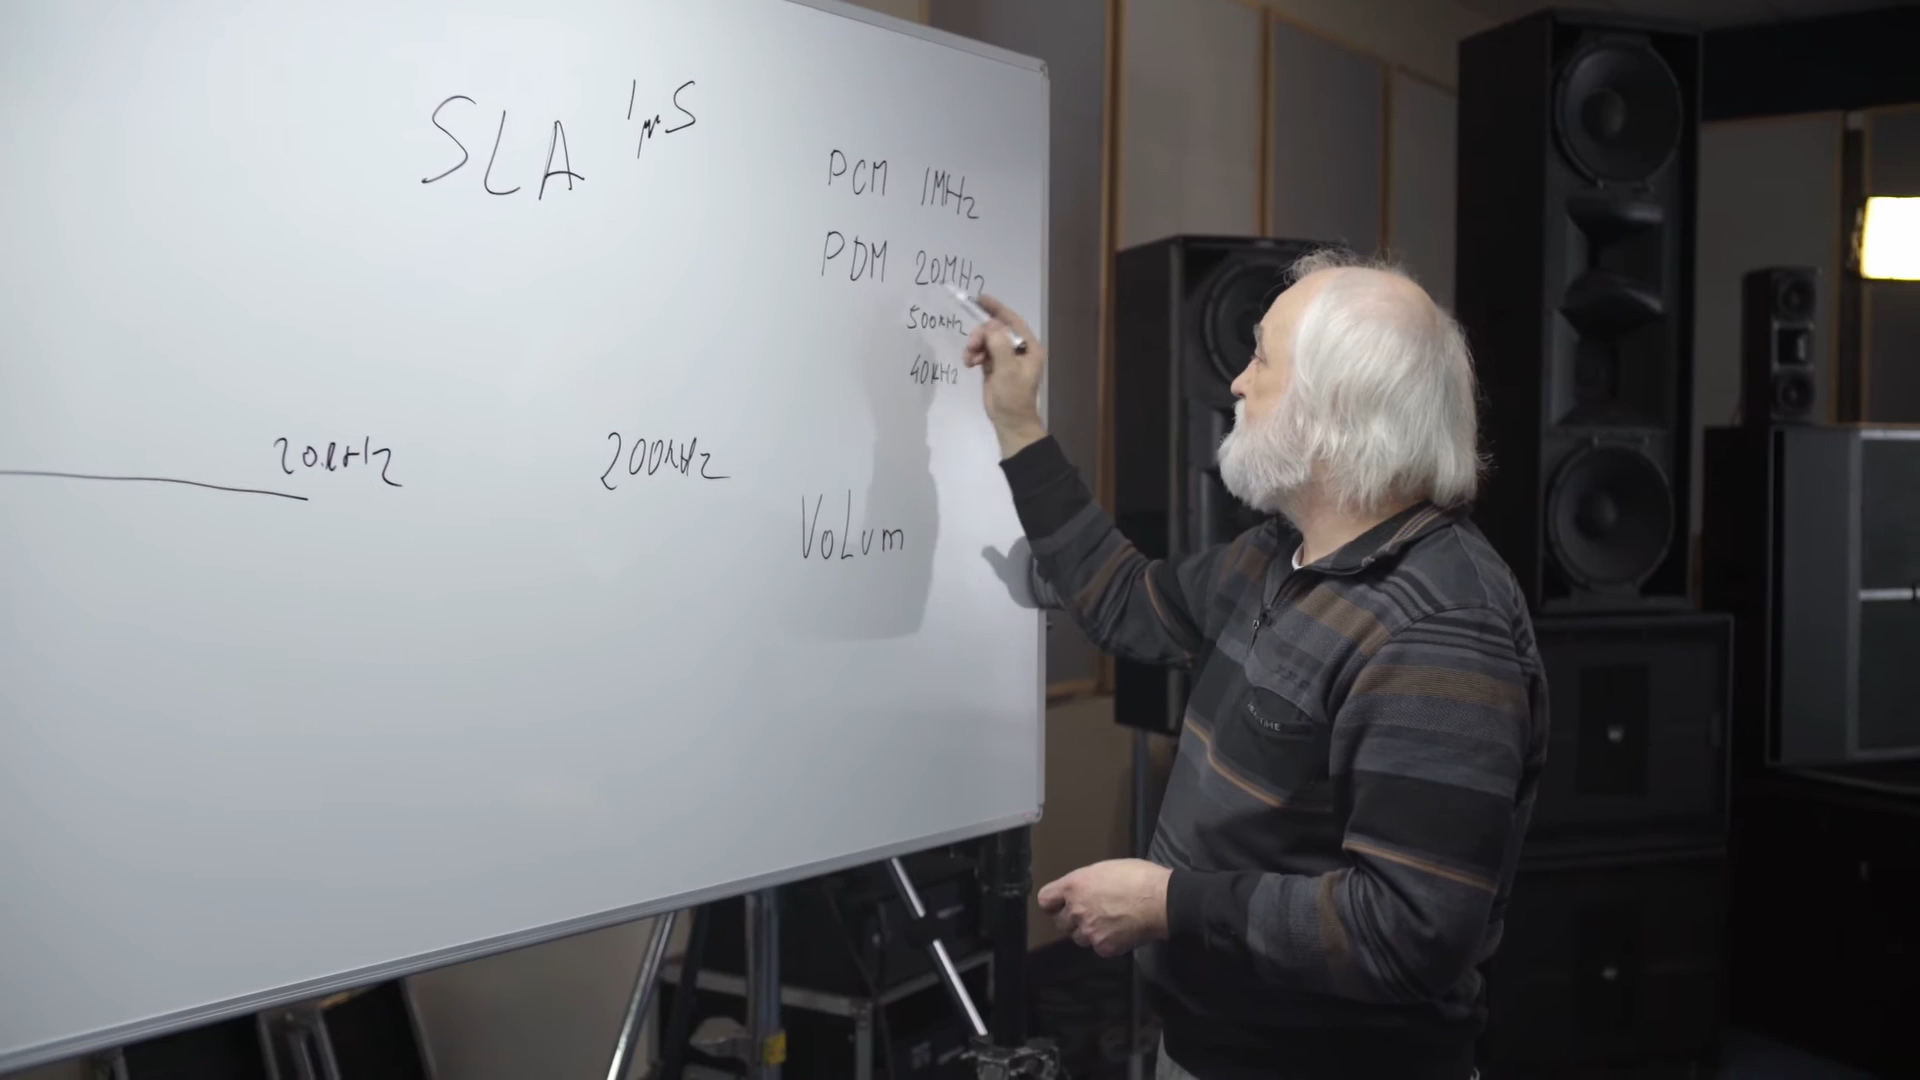 SLA 1μS
PCM 1MHz
PDM 20MHz
500kHz
40kHz
20kHz
200kHz
VoLum